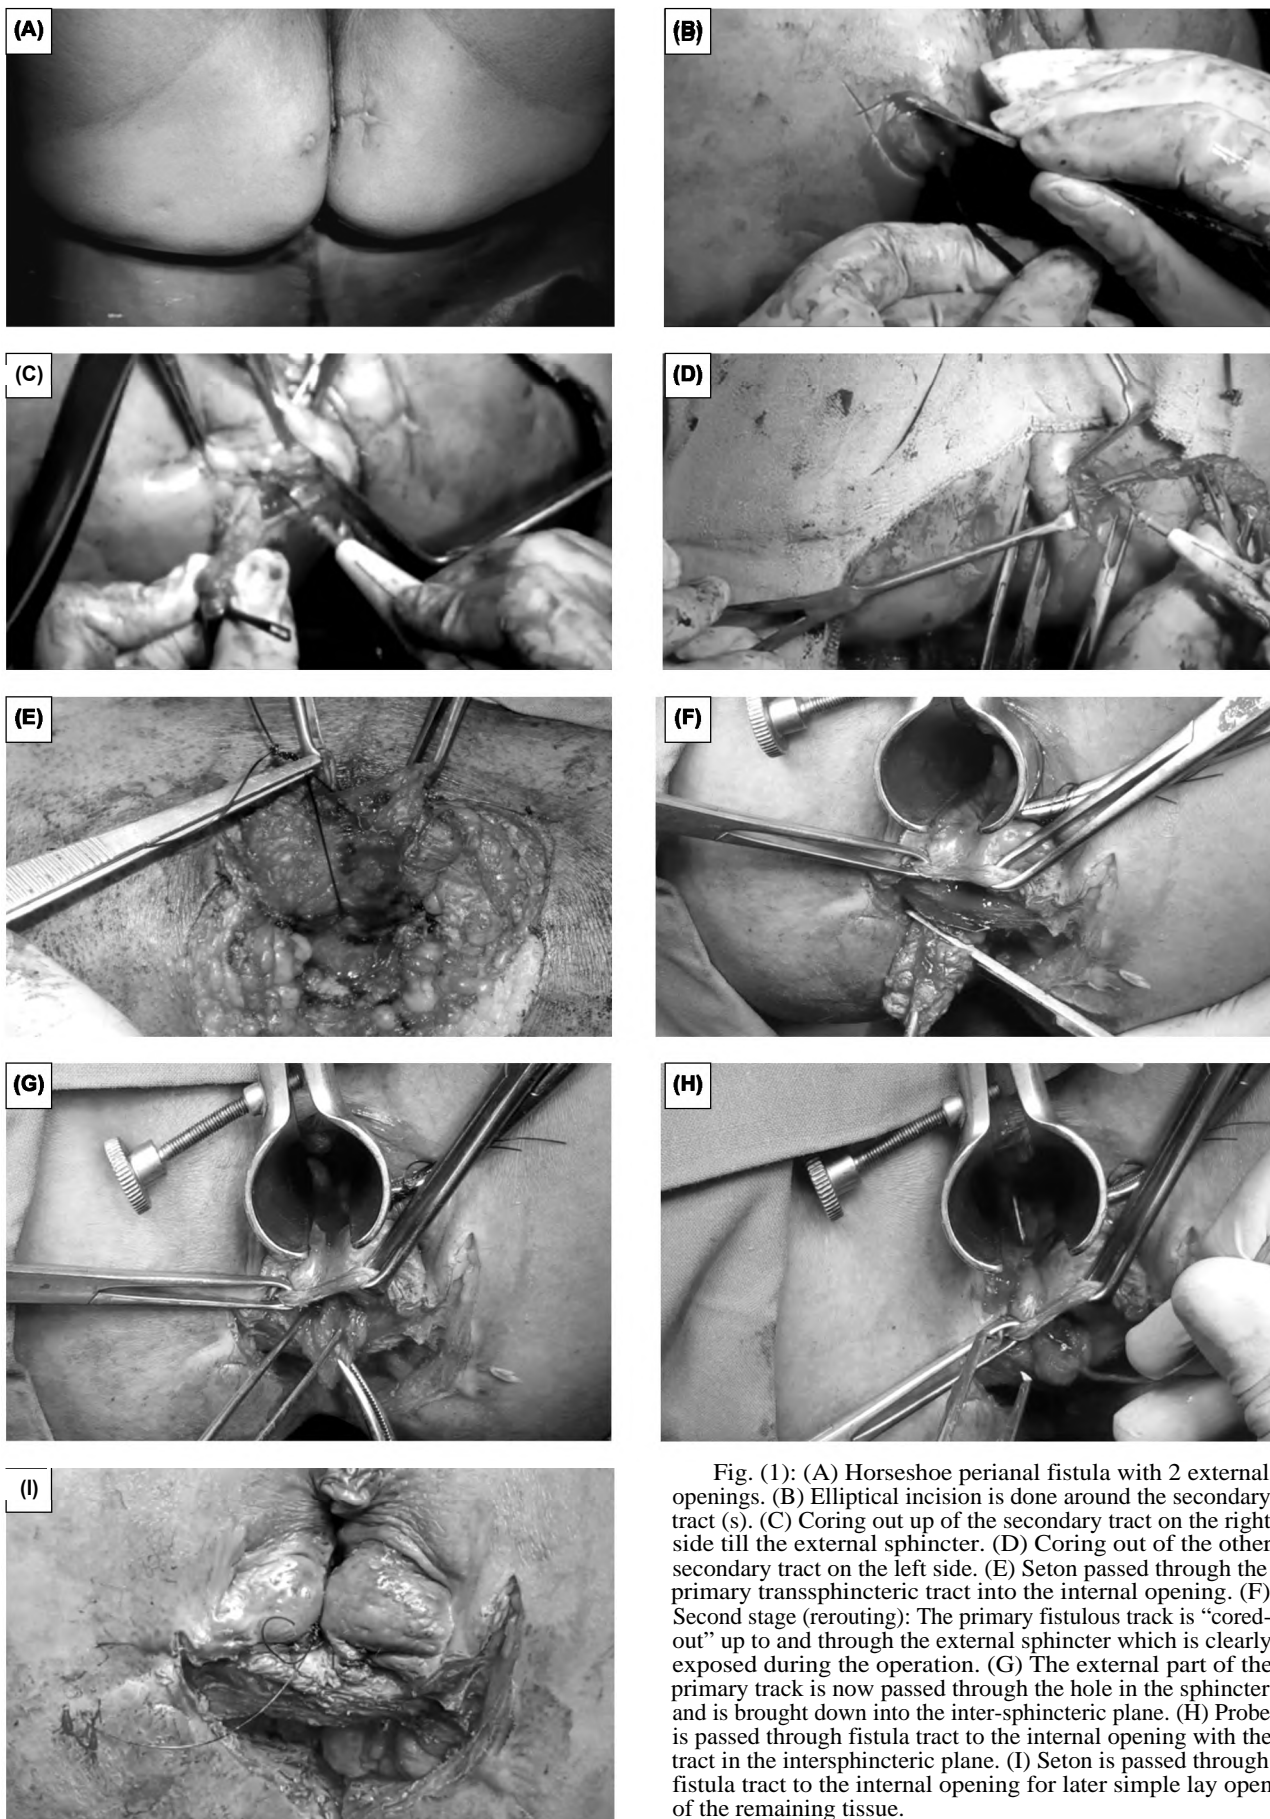 (A)
(B)
(C)
(D)
(E)
(F)
(G)
(H)
(I)
Fig. (1): (A) Horseshoe perianal fistula with 2 external
openings. (B) Elliptical incision is done around the secondary
tract (s). (C) Coring out up of the secondary tract on the right
side till the external sphincter. (D) Coring out of the other
secondary tract on the left side. (E) Seton passed through the
primary transsphincteric tract into the internal opening. (F)
Second stage (rerouting): The primary fistulous track is “cored-
out” up to and through the external sphincter which is clearly
exposed during the operation. (G) The external part of the
primary track is now passed through the hole in the sphincter
and is brought down into the inter-sphincteric plane. (H) Probe
is passed through fistula tract to the internal opening with the
tract in the intersphincteric plane. (I) Seton is passed through
fistula tract to the internal opening for later simple lay open
of the remaining tissue.